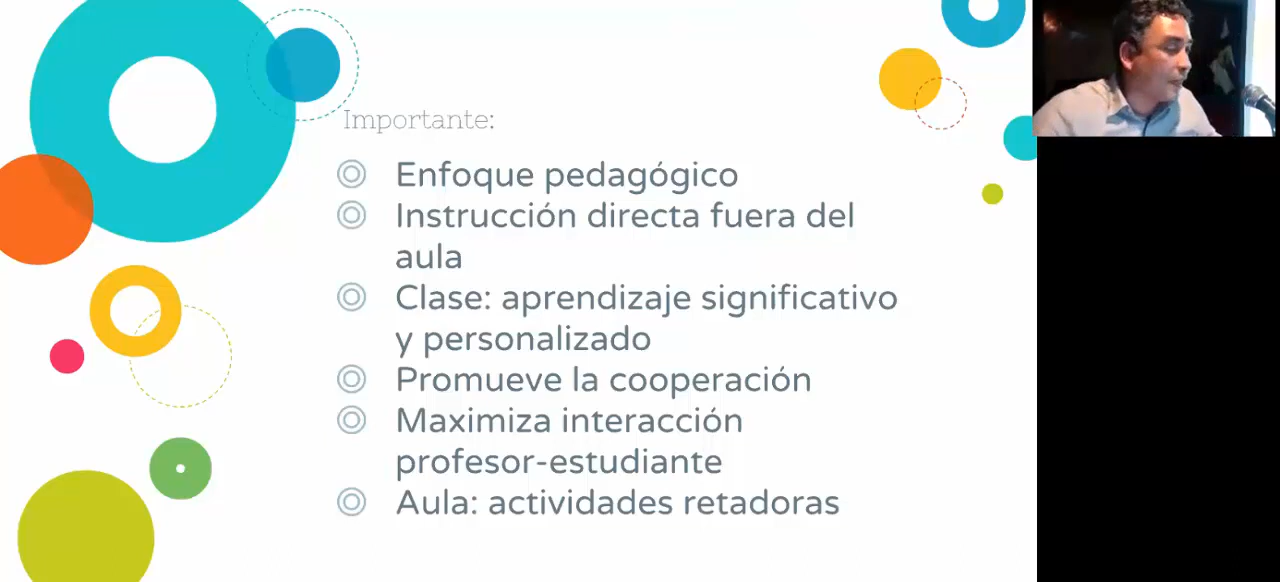 Importante:
Enfoque pedagógico
Instrucción directa fuera del
aula
Clase: aprendizaje significativo
y personalizado
Promueve la cooperación
Maximiza interacción
profesor-estudiante
Aula: actividades retadoras